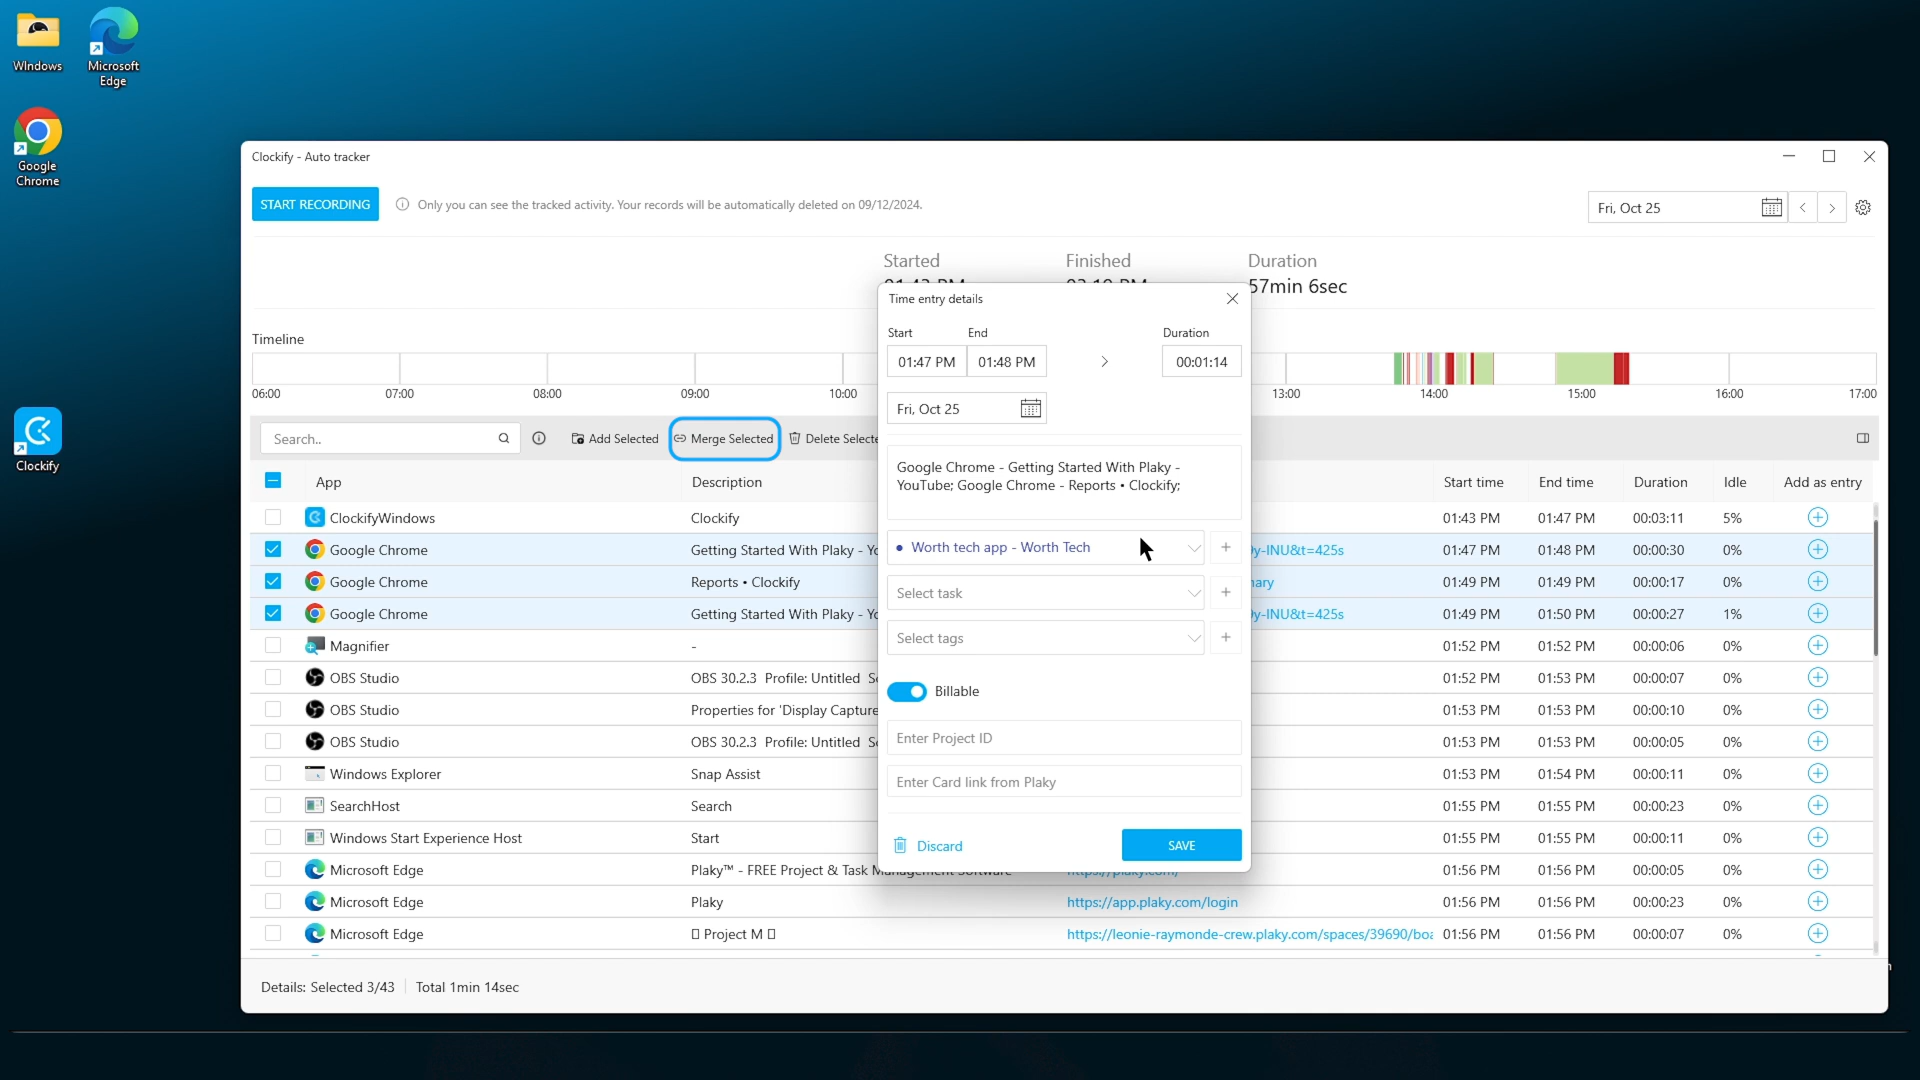 WIndows
Microsoft
Edge
Google
Chrome
Clockify
Clockify - Auto tracker
START RECORDING
Only you can see the tracked activity. Your records will be automatically deleted on 09/12/2024.
Fri, Oct 25
Started
Finished
Duration
57min 6sec
Timeline
06:00 07:00 08:00 09:00 10:00 13:00 14:00 15:00 16:00 17:00
Search..
Add Selected
Merge Selected
Delete Selecte
App Description Start time End time Duration Idle Add as entry
ClockifyWindows Clockify 01:43 PM 01:47 PM 00:03:11 5%
Google Chrome Getting Started With Plaky - Yo 9y-INU&t=425s 01:47 PM 01:48 PM 00:00:30 0%
Google Chrome Reports • Clockify nary 01:49 PM 01:49 PM 00:00:17 0%
Google Chrome Getting Started With Plaky - Yo 9y-INU&t=425s 01:49 PM 01:50 PM 00:00:27 1%
Magnifier - 01:52 PM 01:52 PM 00:00:06 0%
OBS Studio OBS 30.2.3 Profile: Untitled Sc 01:52 PM 01:53 PM 00:00:07 0%
OBS Studio Properties for 'Display Capture 01:53 PM 01:53 PM 00:00:10 0%
OBS Studio OBS 30.2.3 Profile: Untitled Sc 01:53 PM 01:53 PM 00:00:05 0%
Windows Explorer Snap Assist 01:53 PM 01:54 PM 00:00:11 0%
SearchHost Search 01:55 PM 01:55 PM 00:00:23 0%
Windows Start Experience Host Start 01:55 PM 01:55 PM 00:00:11 0%
Microsoft Edge Plaky™ - FREE Project & Task Management Software https://plaky.com/ 01:56 PM 01:56 PM 00:00:05 0%
Microsoft Edge Plaky https://app.plaky.com/login 01:56 PM 01:56 PM 00:00:23 0%
Microsoft Edge Project M https://leonie-raymonde-crew.plaky.com/spaces/39690/boa 01:56 PM 01:56 PM 00:00:07 0%
Details: Selected 3/43 Total 1min 14sec
Time entry details
Start End Duration
01:47 PM 01:48 PM 00:01:14
Fri, Oct 25
Google Chrome - Getting Started With Plaky -
YouTube; Google Chrome - Reports • Clockify;
Worth tech app - Worth Tech
Select task
Select tags
Billable
Enter Project ID
Enter Card link from Plaky
Discard
SAVE